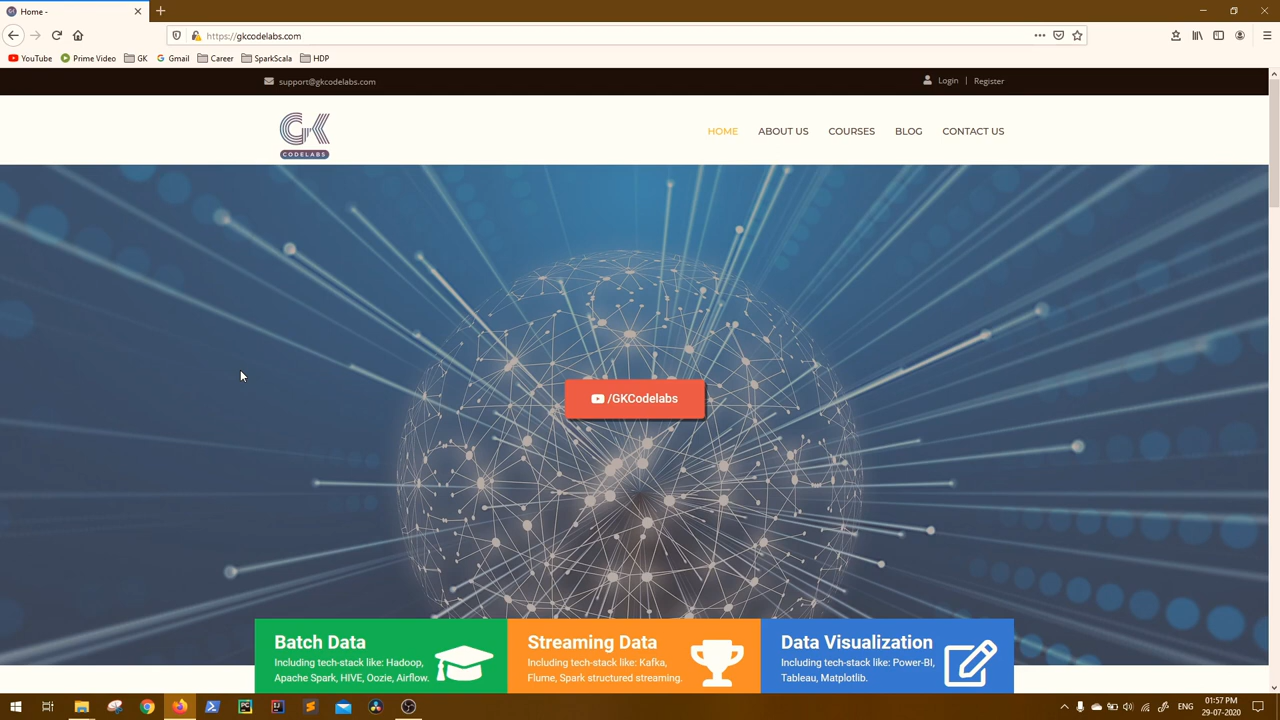 Home -
https://gkcodelabs.com
YouTube
Prime Video
GK
Gmail
Career
SparkScala
HDP
support@gkcodelabs.com
Login | Register
GK
CODELABS
HOME
ABOUT US
COURSES
BLOG
CONTACT US
/GKCodelabs
Batch Data
Including tech-stack like: Hadoop,
Apache Spark, HIVE, Oozie, Airflow.
Streaming Data
Including tech-stack like: Kafka,
Flume, Spark structured streaming.
Data Visualization
Including tech-stack like: Power-BI,
Tableau, Matplotlib.
ENG
01:57 PM
29-07-2020